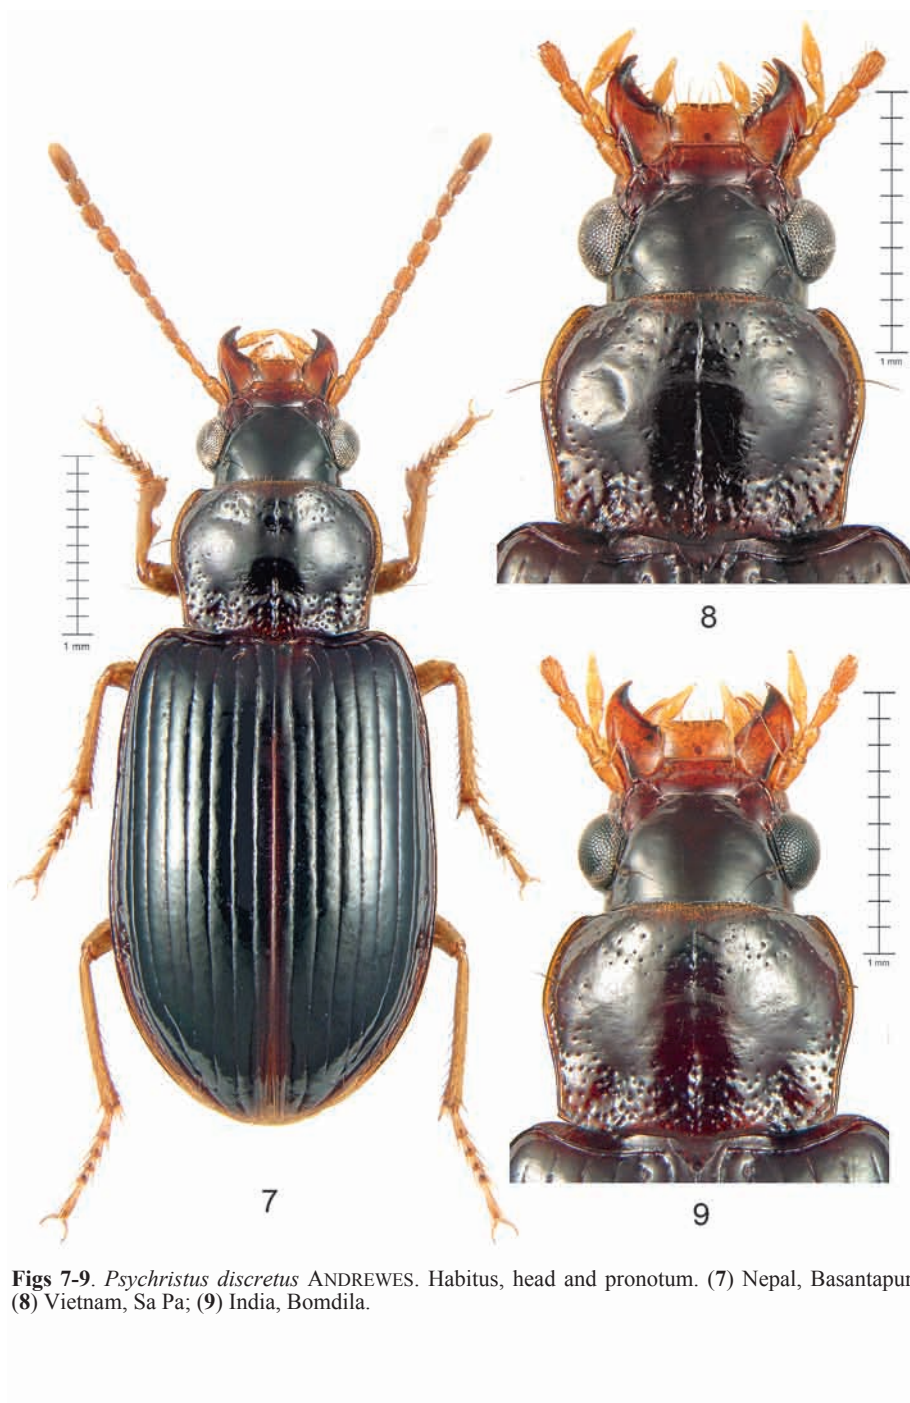 1 mm
8
1 mm
1 mm
7
9
Figs 7-9. Psychristus discretus ANDREWES. Habitus, head and pronotum. (7) Nepal, Basantapur
(8) Vietnam, Sa Pa; (9) India, Bomdila.